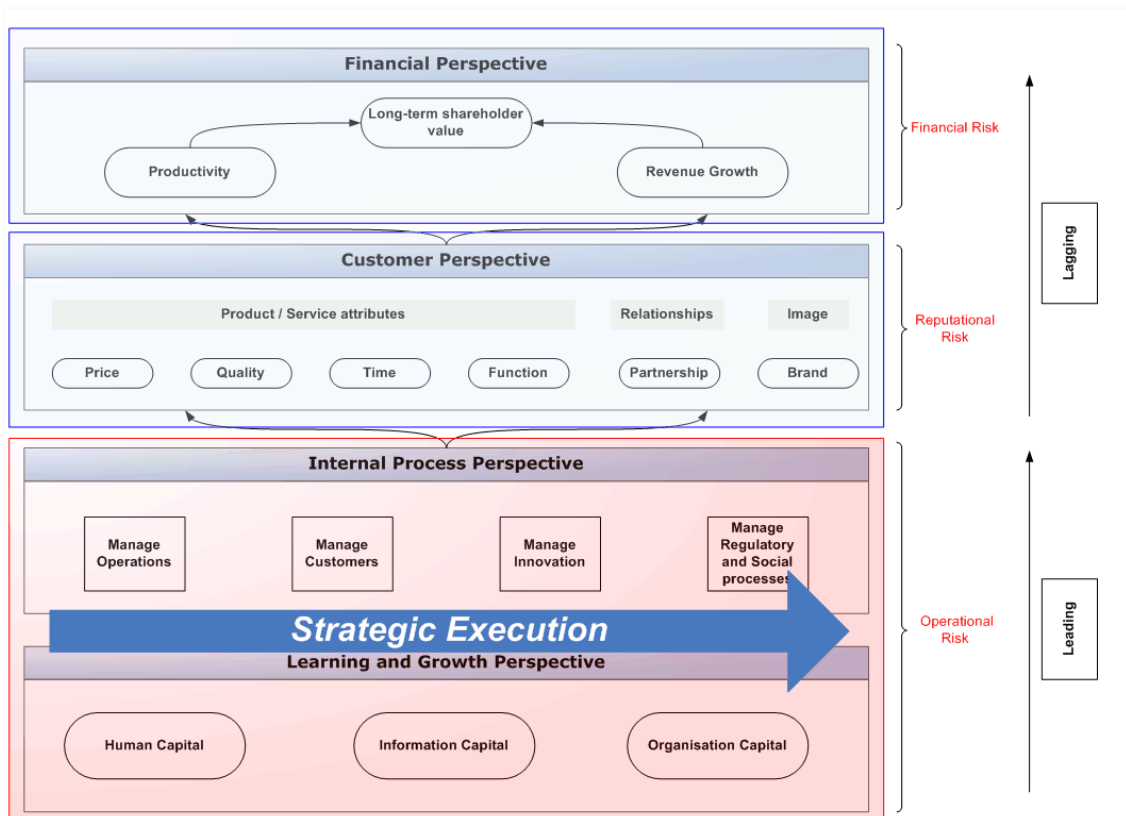 Financial Perspective
Long-term shareholder
value
Productivity
Revenue Growth
Financial Risk
Customer Perspective
Product / Service attributes
Relationships
Image
Price
Quality
Time
Function
Partnership
Brand
Reputational
Risk
Lagging
Internal Process Perspective
Manage
Operations
Manage
Customers
Manage
Innovation
Manage
Regulatory
and Social
processes
Strategic Execution
Learning and Growth Perspective
Human Capital
Information Capital
Organisation Capital
Operational
Risk
Leading